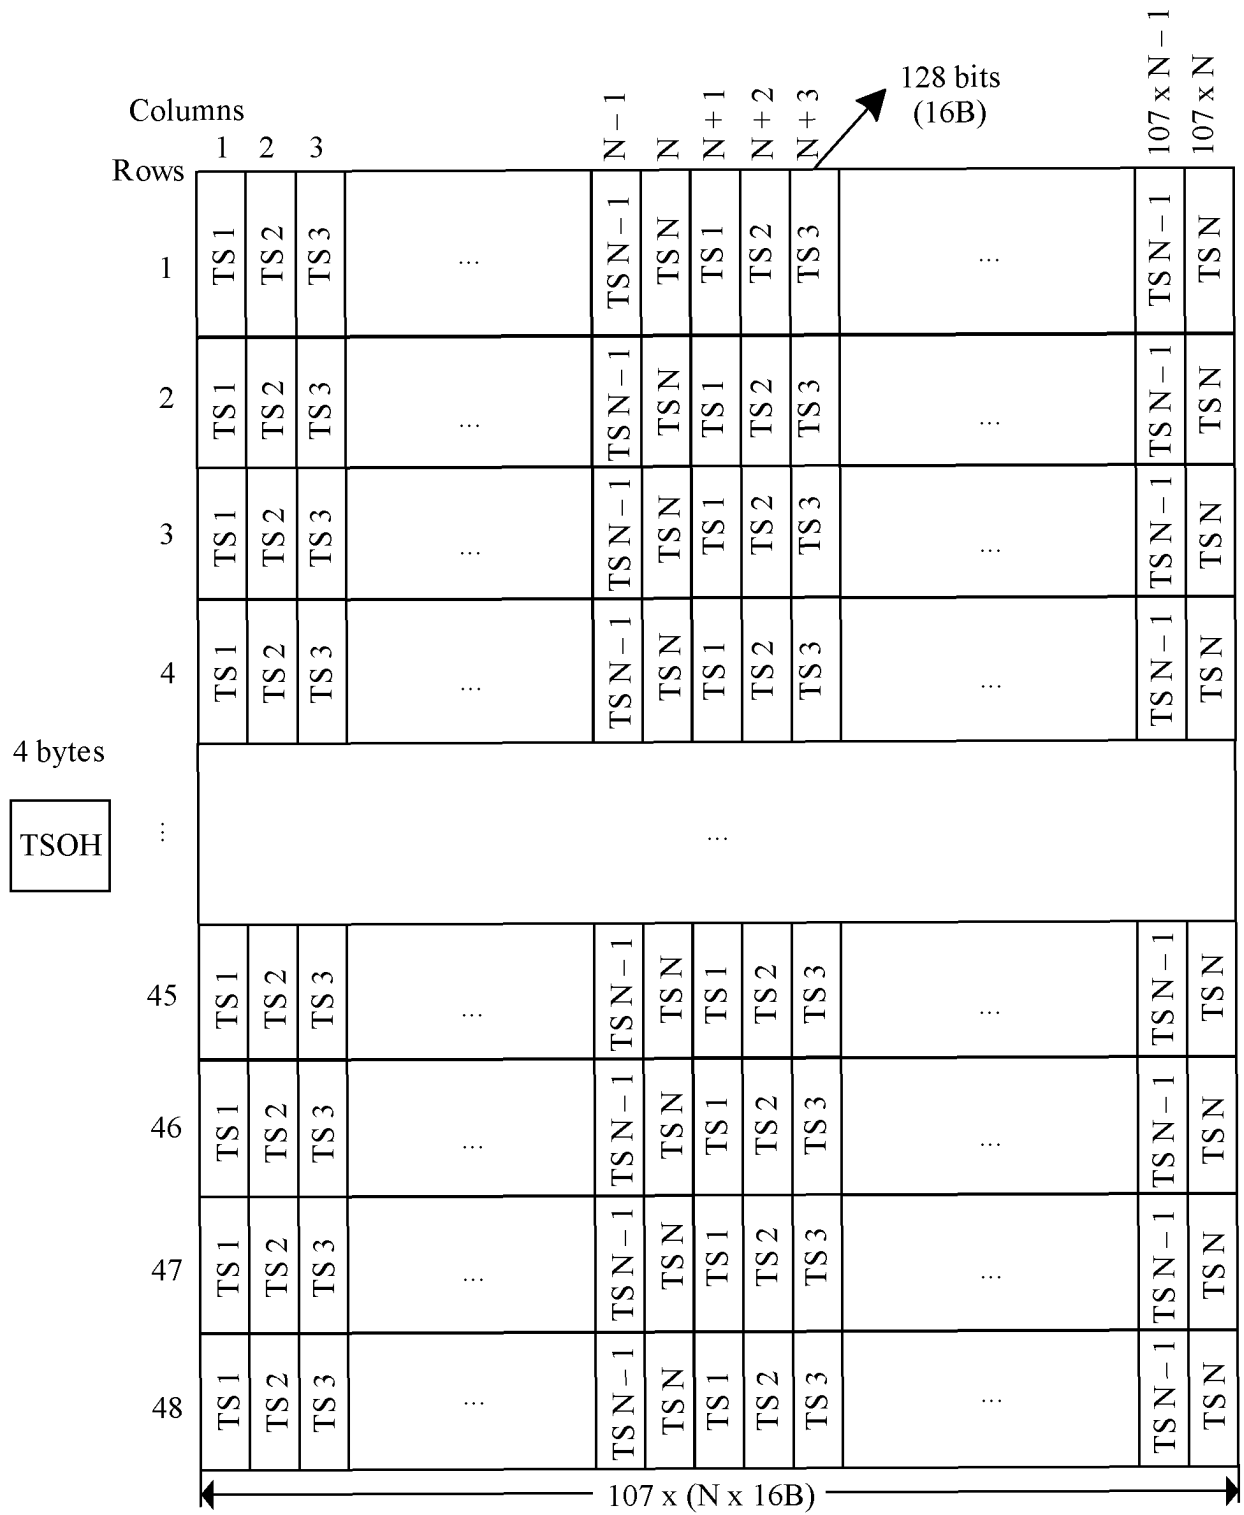 Columns
Rows
1 2 3 N – 1 N N + 1 N + 2 N + 3 107 x N – 1 107 x N
128 bits
(16B)
1 TS 1 TS 2 TS 3 ... TS N – 1 TS N TS 1 TS 2 TS 3 ... TS N – 1 TS N
2 TS 1 TS 2 TS 3 ... TS N – 1 TS N TS 1 TS 2 TS 3 ... TS N – 1 TS N
3 TS 1 TS 2 TS 3 ... TS N – 1 TS N TS 1 TS 2 TS 3 ... TS N – 1 TS N
4 TS 1 TS 2 TS 3 ... TS N – 1 TS N TS 1 TS 2 TS 3 ... TS N – 1 TS N
4 bytes
TSOH ... ...
45 TS 1 TS 2 TS 3 ... TS N – 1 TS N TS 1 TS 2 TS 3 ... TS N – 1 TS N
46 TS 1 TS 2 TS 3 ... TS N – 1 TS N TS 1 TS 2 TS 3 ... TS N – 1 TS N
47 TS 1 TS 2 TS 3 ... TS N – 1 TS N TS 1 TS 2 TS 3 ... TS N – 1 TS N
48 TS 1 TS 2 TS 3 ... TS N – 1 TS N TS 1 TS 2 TS 3 ... TS N – 1 TS N
107 x (N x 16B)